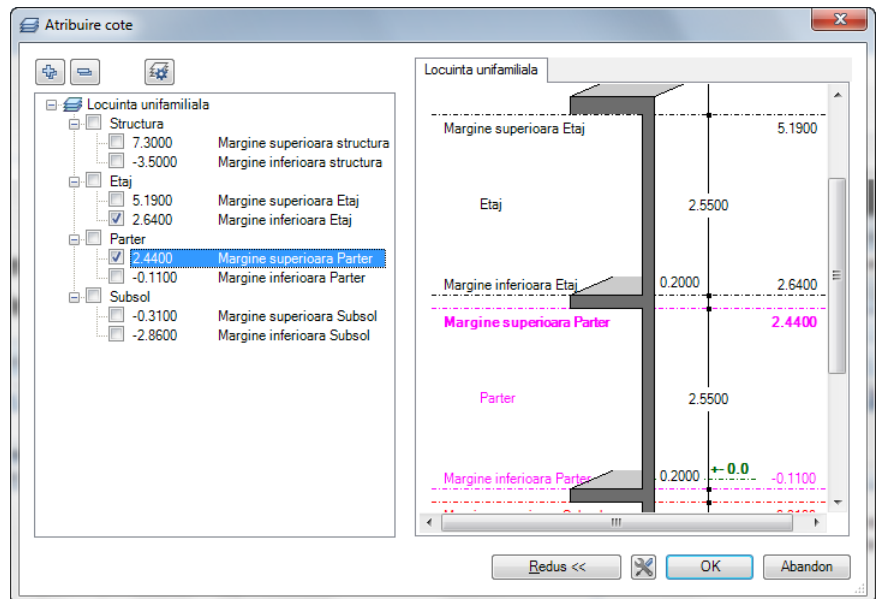 Atribuire cote
Locuinta unifamiliala
Structura
7.3000 Margine superioara structura
-3.5000 Margine inferioara structura
Etaj
5.1900 Margine superioara Etaj
2.6400 Margine inferioara Etaj
Parter
2.4400 Margine superioara Parter
-0.1100 Margine inferioara Parter
Subsol
-0.3100 Margine superioara Subsol
-2.8600 Margine inferioara Subsol
Locuinta unifamiliala
Margine superioara Etaj 5.1900
Etaj 2.5500
Margine inferioara Etaj 0.2000 2.6400
Margine superioara Parter 2.4400
Parter 2.5500
+- 0.0
Margine inferioara Parter 0.2000 -0.1100
Redus << OK Abandon